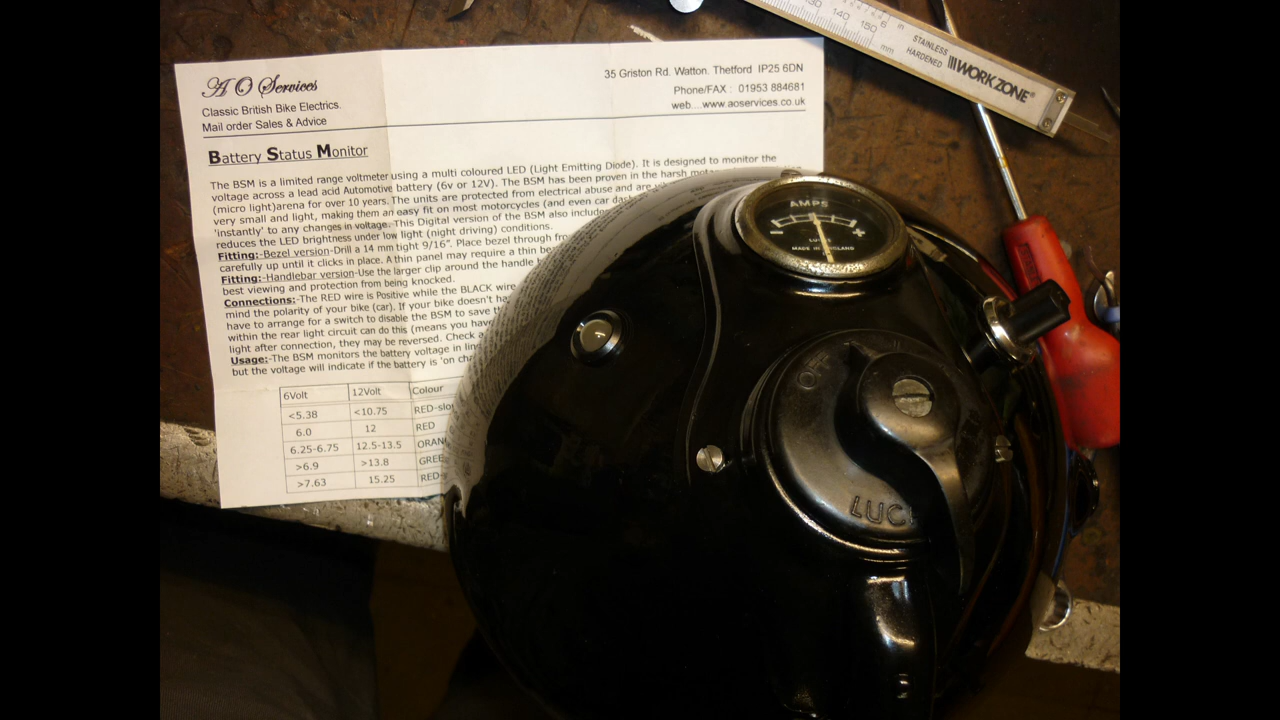 A O Services
Classic British Bike Electrics.
Mail order Sales & Advice
35 Griston Rd. Watton. Thetford IP25 6DN
Phone/FAX : 01953 884681
web....www.aoservices.co.uk
Battery Status Monitor
The BSM is a limited range voltmeter using a multi coloured LED (Light Emitting Diode). It is designed to monitor the
voltage across a lead acid Automotive battery (6v or 12V). The BSM has been proven in the harsh
(micro light)arena for over 10 years. The units are protected from electrical abuse and are
very small and light, making them an easy fit on most motorcycles (and even car
'instantly' to any changes in voltage. This Digital version of the BSM also
reduces the LED brightness under low light (night driving) conditions.
Fitting:-Bezel version-Drill a 14 mm tight 9/16". Place bezel through
carefully up until it clicks in place. A thin panel may require a thin
Fitting:-Handlebar version-Use the larger clip around the handle
best viewing and protection from being knocked.
Connections:-The RED wire is Positive while the BLACK wire
mind the polarity of your bike (car). If your bike doesn't
have to arrange for a switch to disable the BSM to save
within the rear light circuit can do this (means you have
light after connection, they may be reversed. Check
Usage:-The BSM monitors the battery voltage in
but the voltage will indicate if the battery is 'on
6Volt 12Volt Colour
<5.38 <10.75
6.0 12 RED
6.25-6.75 12.5-13.5
>6.9 >13.8
>7.63 15.25
130 140 150 mm
6 in
STAINLESS
HARDENED
WORKZONE®
AMPS
- +
LUCAS
MADE IN ENGLAND
OFF